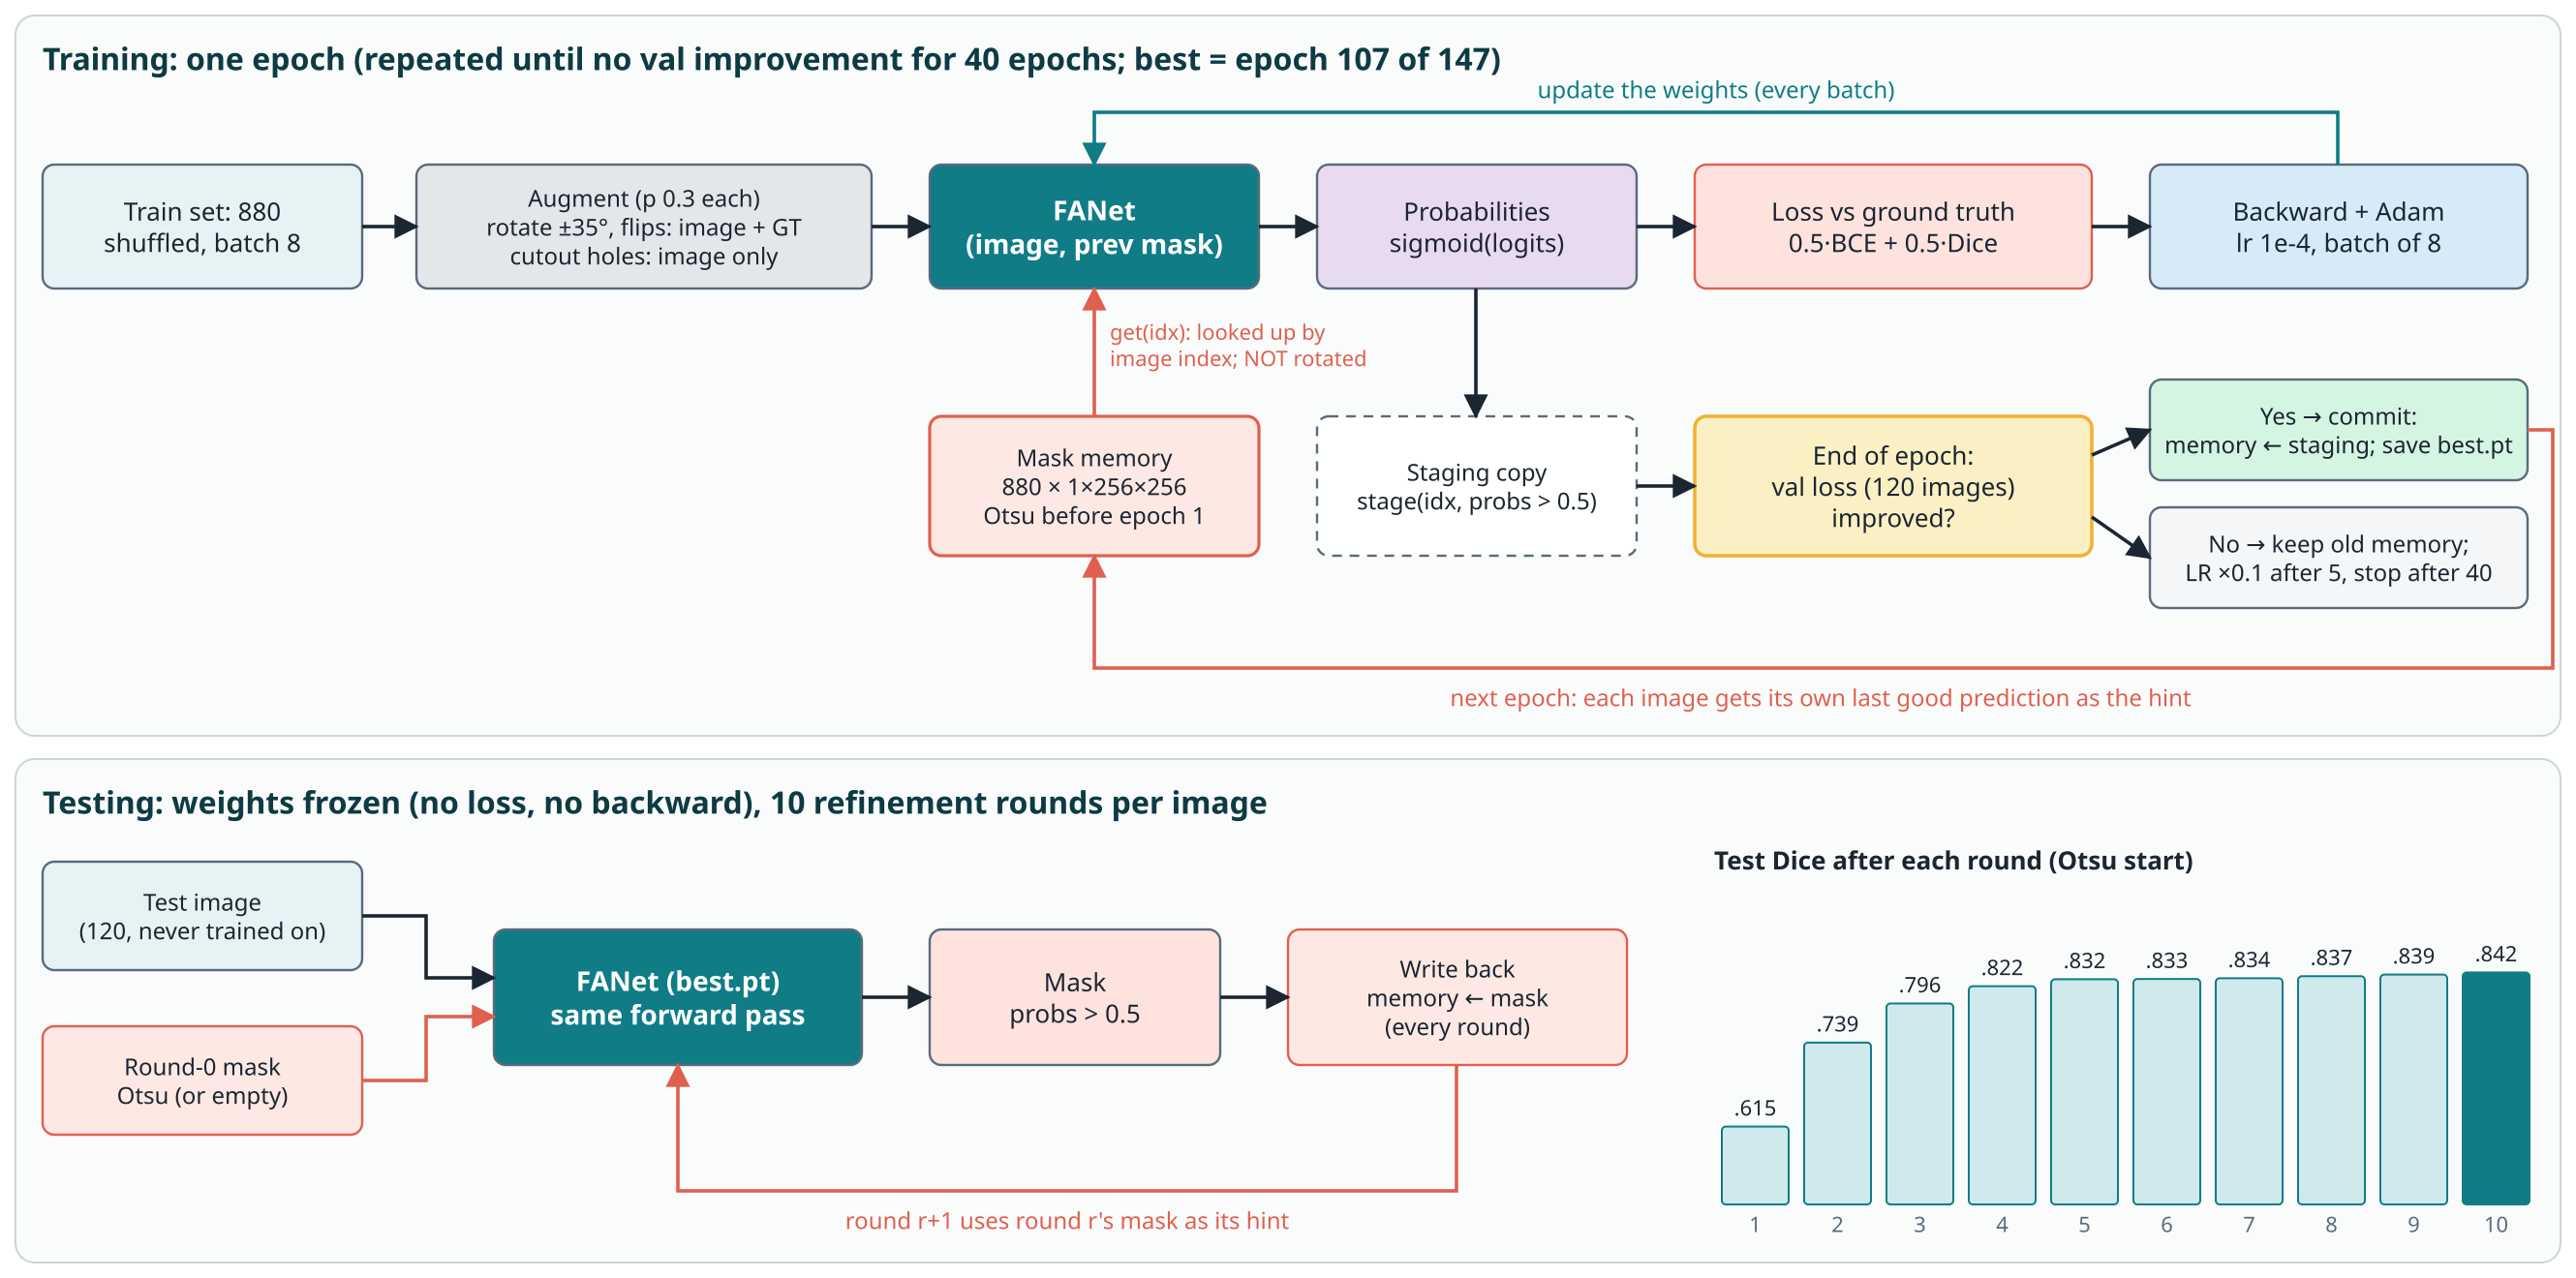 Training: one epoch (repeated until no val improvement for 40 epochs; best = epoch 107 of 147)
update the weights (every batch)
Train set: 880
shuffled, batch 8
Augment (p 0.3 each)
rotate ±35°, flips: image + GT
cutout holes: image only
FANet
(image, prev mask)
Probabilities
sigmoid(logits)
Loss vs ground truth
0.5·BCE + 0.5·Dice
Backward + Adam
lr 1e-4, batch of 8
get(idx): looked up by
image index; NOT rotated
Mask memory
880 × 1×256×256
Otsu before epoch 1
Staging copy
stage(idx, probs > 0.5)
End of epoch:
val loss (120 images)
improved?
Yes → commit:
memory ← staging; save best.pt
No → keep old memory;
LR ×0.1 after 5, stop after 40
next epoch: each image gets its own last good prediction as the hint
Testing: weights frozen (no loss, no backward), 10 refinement rounds per image
Test image
(120, never trained on)
Round-0 mask
Otsu (or empty)
FANet (best.pt)
same forward pass
Mask
probs > 0.5
Write back
memory ← mask
(every round)
round r+1 uses round r's mask as its hint
Test Dice after each round (Otsu start)
.615 .739 .796 .822 .832 .833 .834 .837 .839 .842
1 2 3 4 5 6 7 8 9 10